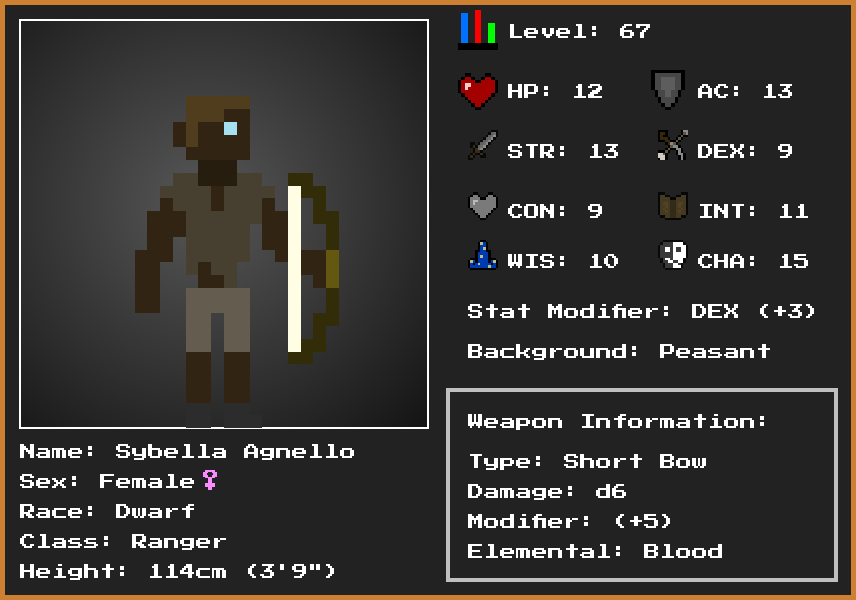 Level: 67
HP: 12 AC: 13
STR: 13 DEX: 9
CON: 9 INT: 11
WIS: 10 CHA: 15
Stat Modifier: DEX (+3)
Background: Peasant
Weapon Information:
Type: Short Bow
Damage: d6
Modifier: (+5)
Elemental: Blood
Name: Sybella Agnello
Sex: Female♀
Race: Dwarf
Class: Ranger
Height: 114cm (3'9")